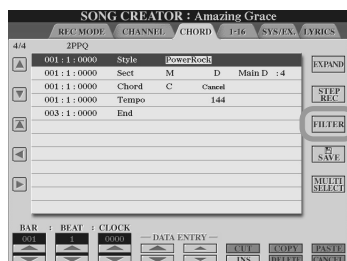 SONG CREATOR : Amazing Grace
REC MODE CHANNEL CHORD 1-16 SYS/EX. LYRICS
4/4 2PPQ
001 : 1 : 0000 Style PowerRock
001 : 1 : 0000 Sect M D Main D : 4
001 : 1 : 0000 Chord C Cancel
001 : 1 : 0000 Tempo 144
003 : 1 : 0000 End
EXPAND
STEP REC
FILTER
SAVE
MULTI SELECT
BAR : BEAT : CLOCK DATA ENTRY
001 1 0000
CUT COPY PASTE
INS DELETE CANCEL